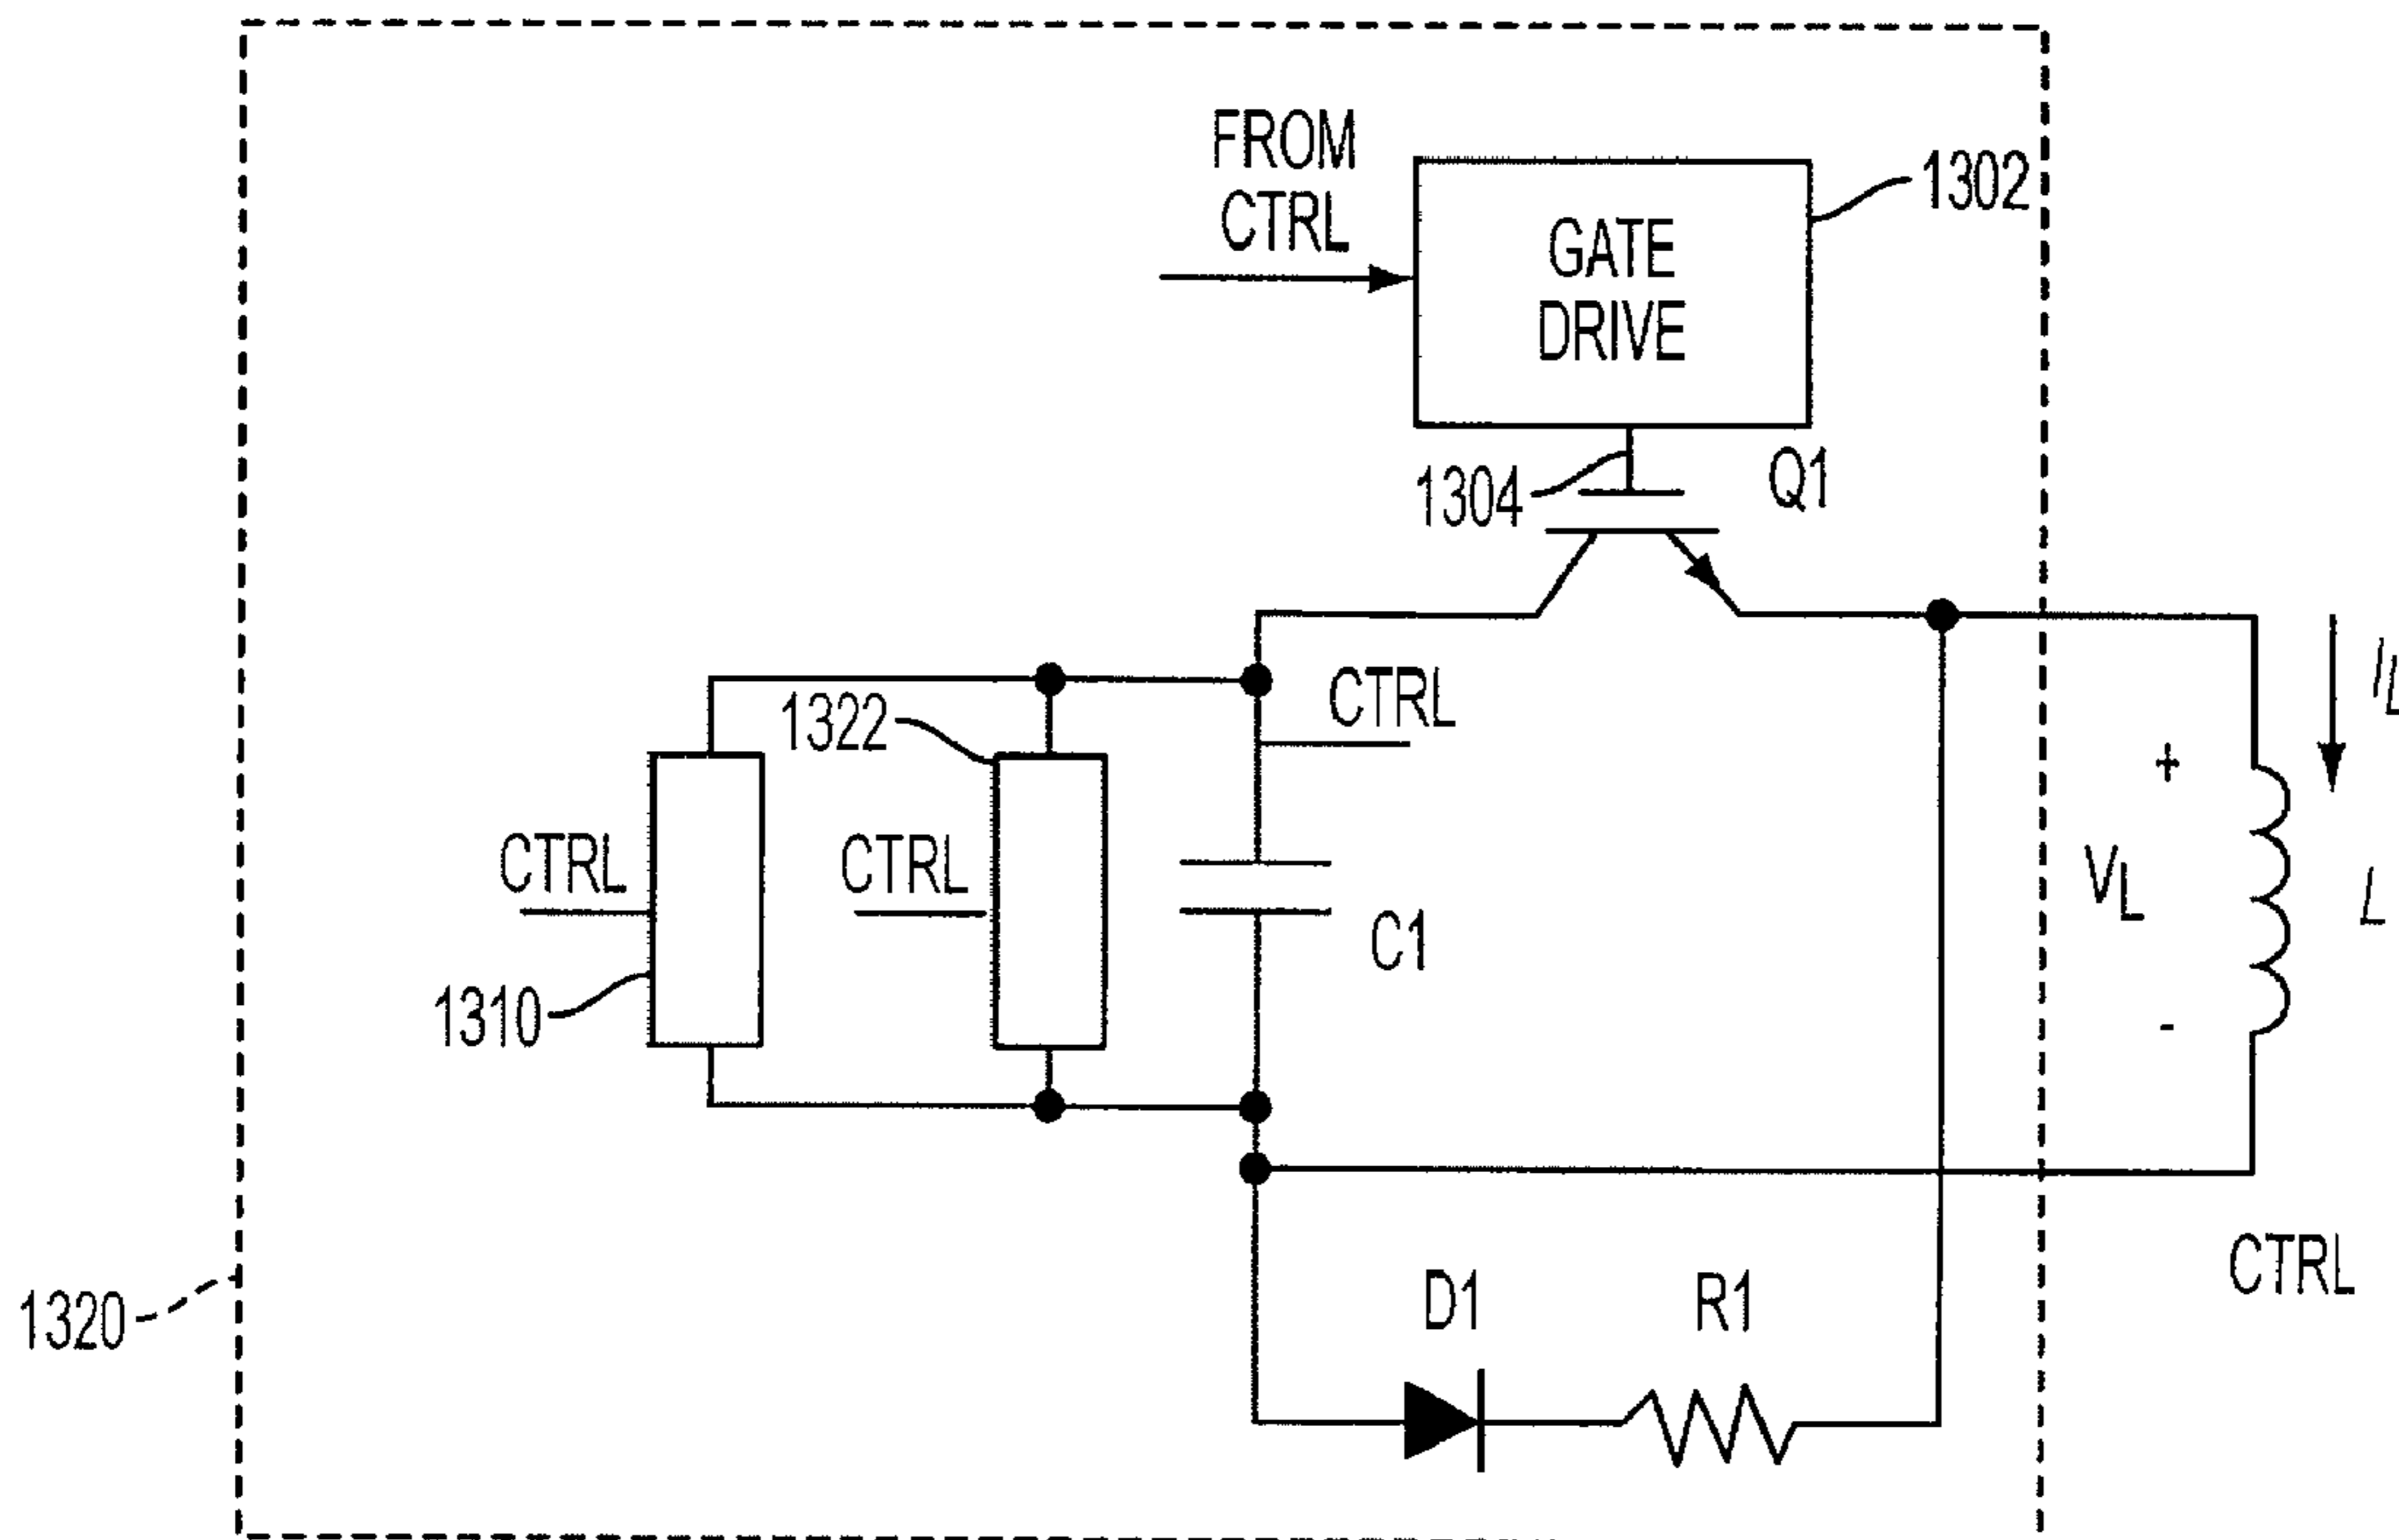 FROM
CTRL
GATE
DRIVE
1302
1304
Q1
CTRL
1322
CTRL
CTRL
C1
1310
+
VL
-
IL
L
1320
D1
R1
CTRL